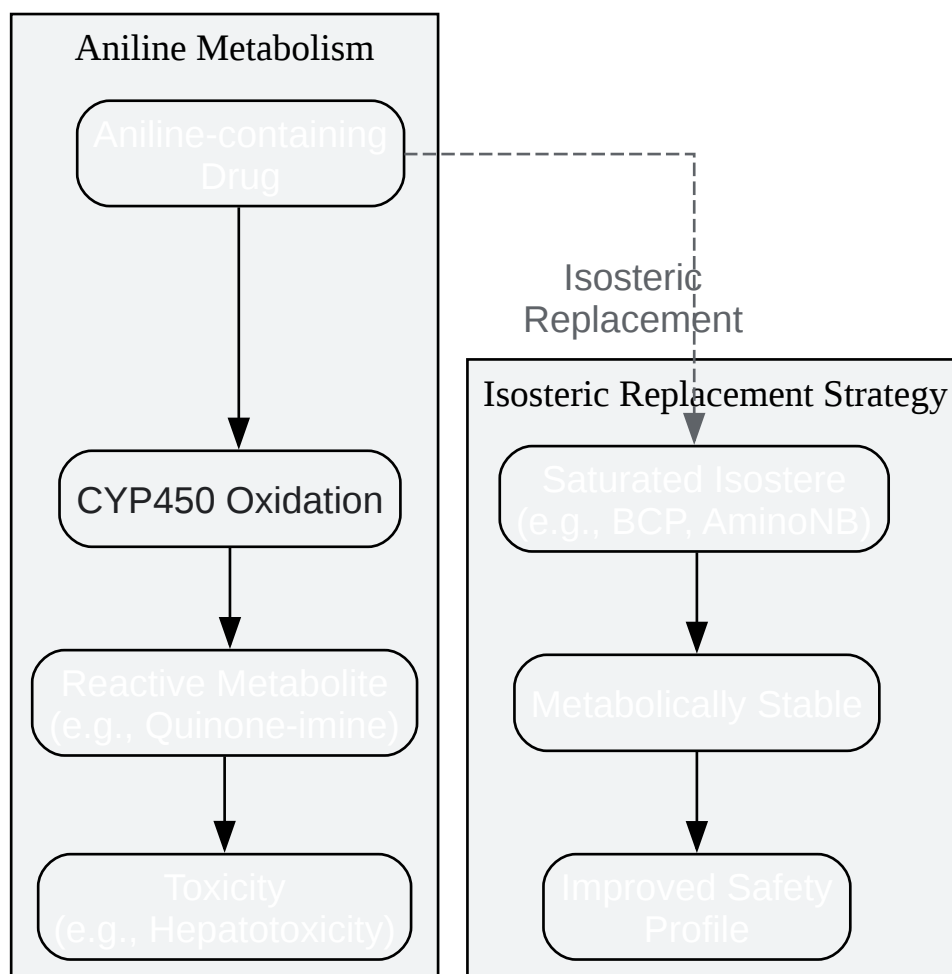 Aniline Metabolism
Aniline-containing
Drug
Isosteric
Replacement
Isosteric Replacement Strategy
CYP450 Oxidation
Saturated Isostere
(e.g., BCP, AminoNB)
Reactive Metabolite
(e.g., Quinone-imine)
Metabolically Stable
Toxicity
(e.g., Hepatotoxicity)
Improved Safety
Profile